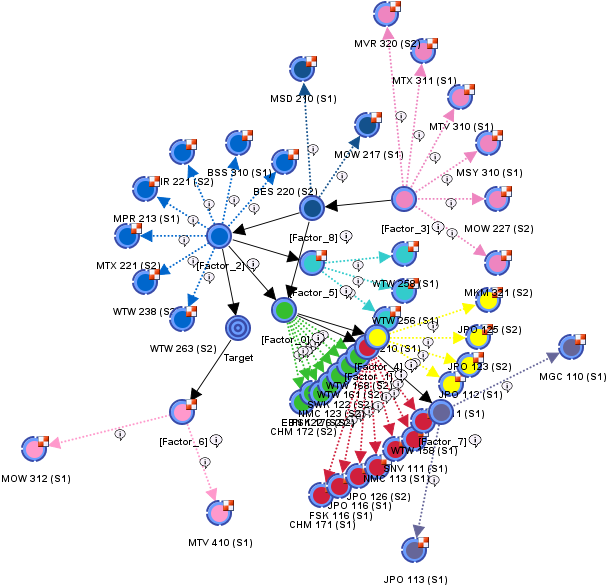 MVR 320 (S2)
MTX 311 (S1)
MSD 210 (S1)
MTV 310 (S1)
MOW 217 (S1)
BSS 310 (S1)
MSY 310 (S1)
IR 221 (S2)
BES 220 (S2)
MPR 213 (S1)
MOW 227 (S2)
[Factor_3]
[Factor_8]
[Factor_2]
MTX 221 (S2)
WTW 258 (S1)
[Factor_5]
MKM 321 (S2)
WTW 238 (S2)
WTW 256 (S1)
JPO 125 (S2)
[Factor_0]
WTW 263 (S2)
210 (S1)
Target
[Factor_4]
JPO 123 (S2)
[Factor_1]
MGC 110 (S1)
WTW 168 (S2)
WTW 161 (S2)
JPO 112 (S1)
SWK 122 (S2)
NMC 123 (S2)
1 (S1)
CHM 172 (S2)
[Factor_6]
[Factor_7]
WTW 158 (S1)
SNV 111 (S1)
MOW 312 (S1)
NMC 113 (S1)
JPO 126 (S2)
JPO 116 (S1)
FSK 116 (S1)
CHM 171 (S1)
MTV 410 (S1)
JPO 113 (S1)